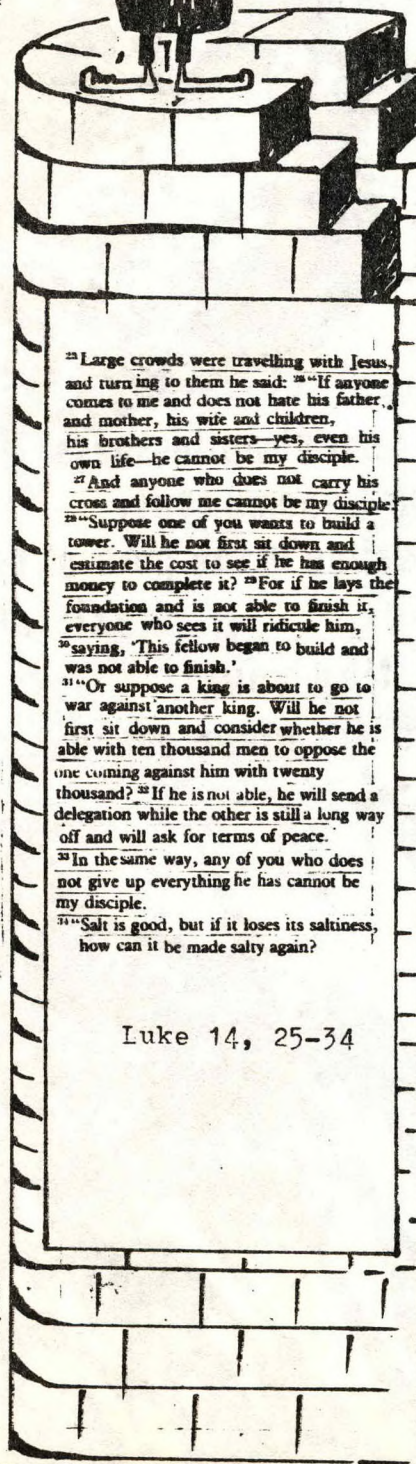 ²⁵Large crowds were travelling with Jesus,
and turning to them he said: ²⁶“If anyone
comes to me and does not hate his father
and mother, his wife and children,
his brothers and sisters—yes, even his
own life—he cannot be my disciple.
²⁷And anyone who does not carry his
cross and follow me cannot be my disciple.
²⁸“Suppose one of you wants to build a
tower. Will he not first sit down and
estimate the cost to see if he has enough
money to complete it? ²⁹For if he lays the
foundation and is not able to finish it,
everyone who sees it will ridicule him,
³⁰saying, ‘This fellow began to build and
was not able to finish.’
³¹“Or suppose a king is about to go to
war against another king. Will he not
first sit down and consider whether he is
able with ten thousand men to oppose the
one coming against him with twenty
thousand? ³²If he is not able, he will send a
delegation while the other is still a long way
off and will ask for terms of peace.
³³In the same way, any of you who does
not give up everything he has cannot be
my disciple.
³⁴“Salt is good, but if it loses its saltiness,
how can it be made salty again?
Luke 14, 25-34